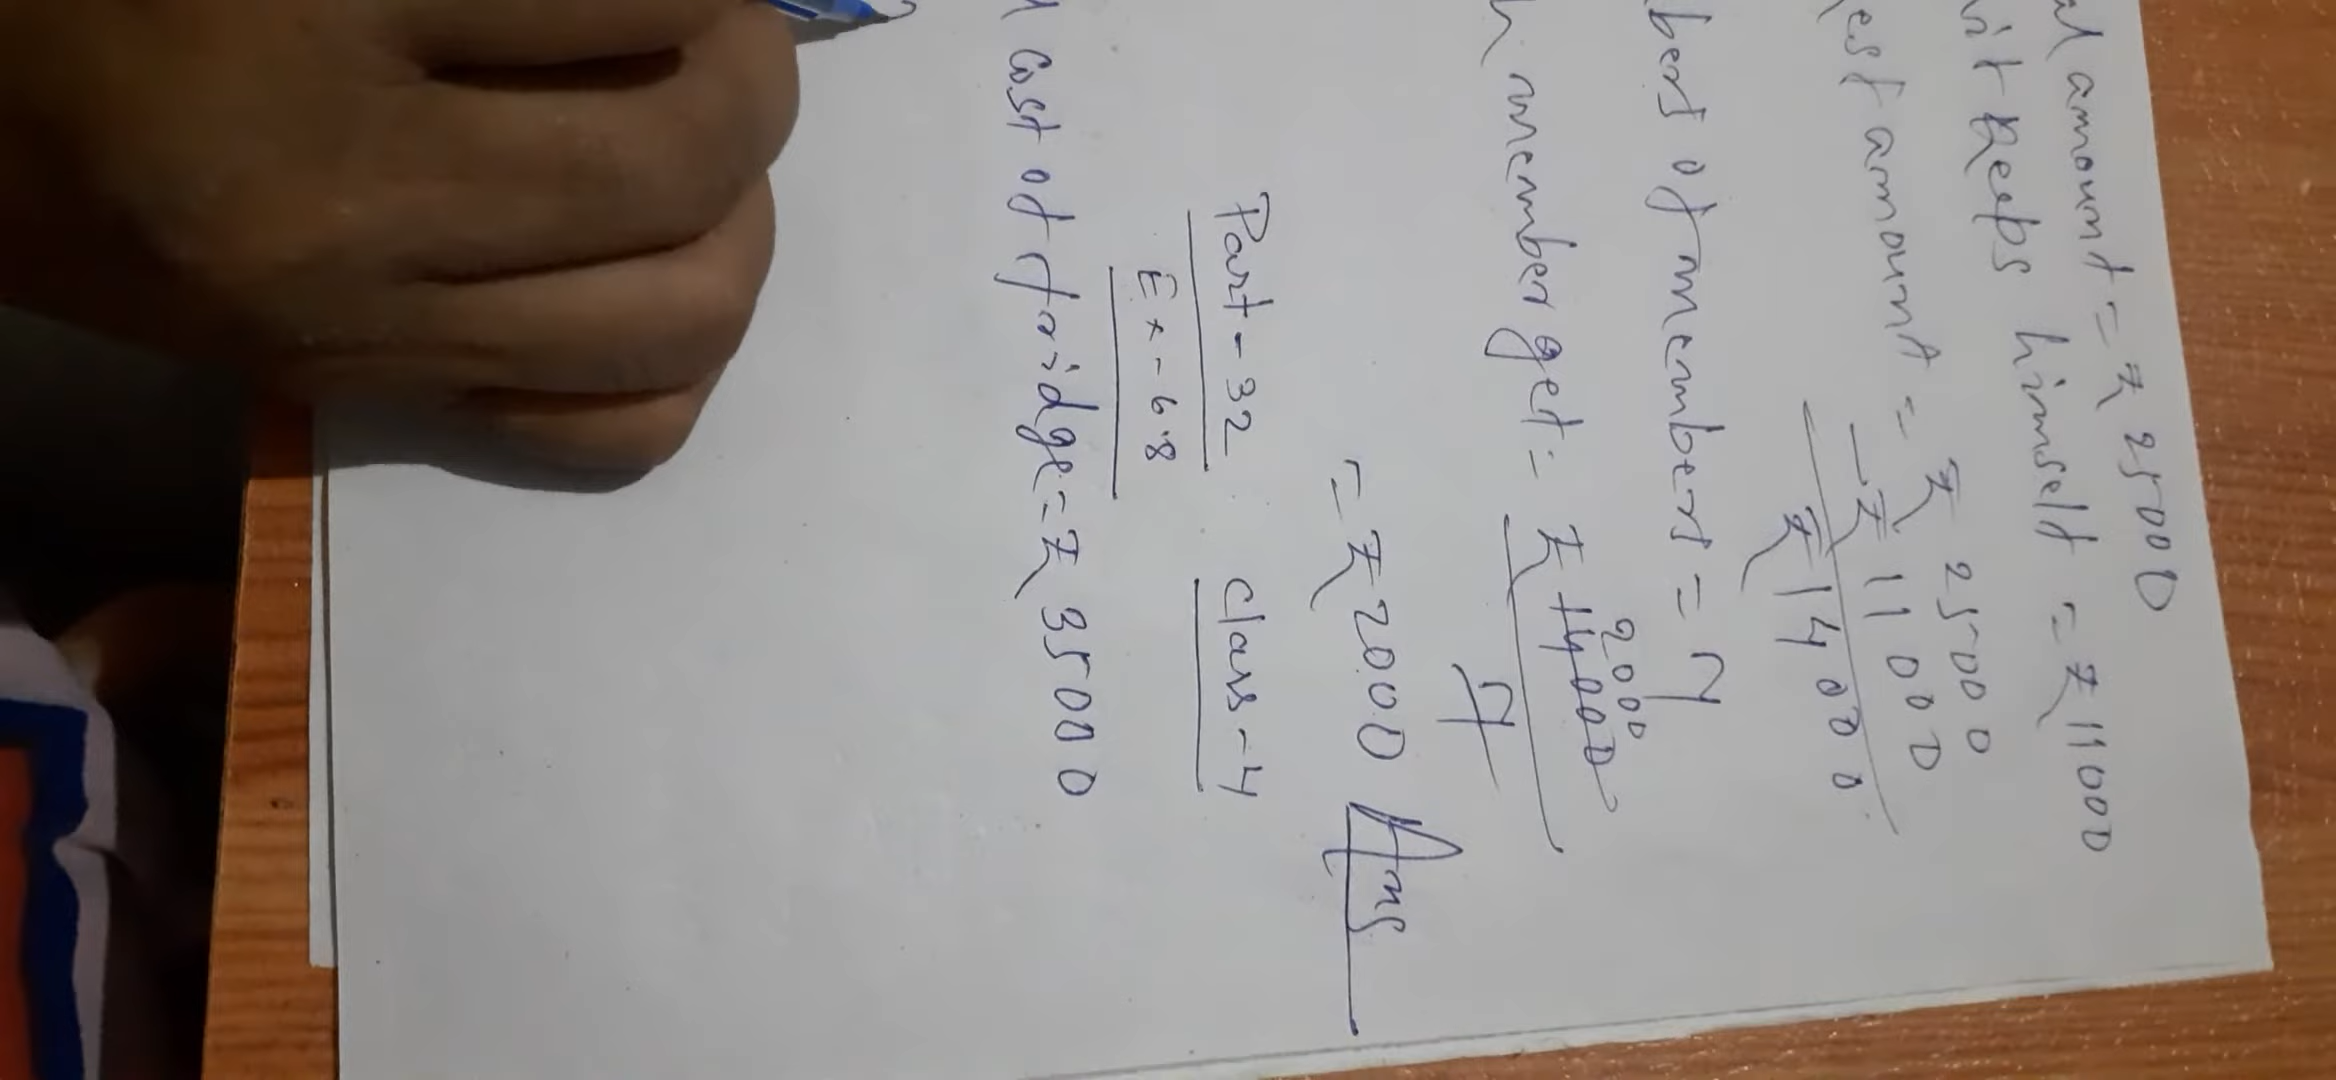 amount = ₹ 25000
keeps himself = ₹ 11000
amount = ₹ 25000
- ₹ 11000
₹ 14000
of members = 7
2000
member get = ₹ 14000
7
= ₹ 2000 Ans
Part - 32 Class - 4
Ex - 6.8
cost of fridge = ₹ 35000